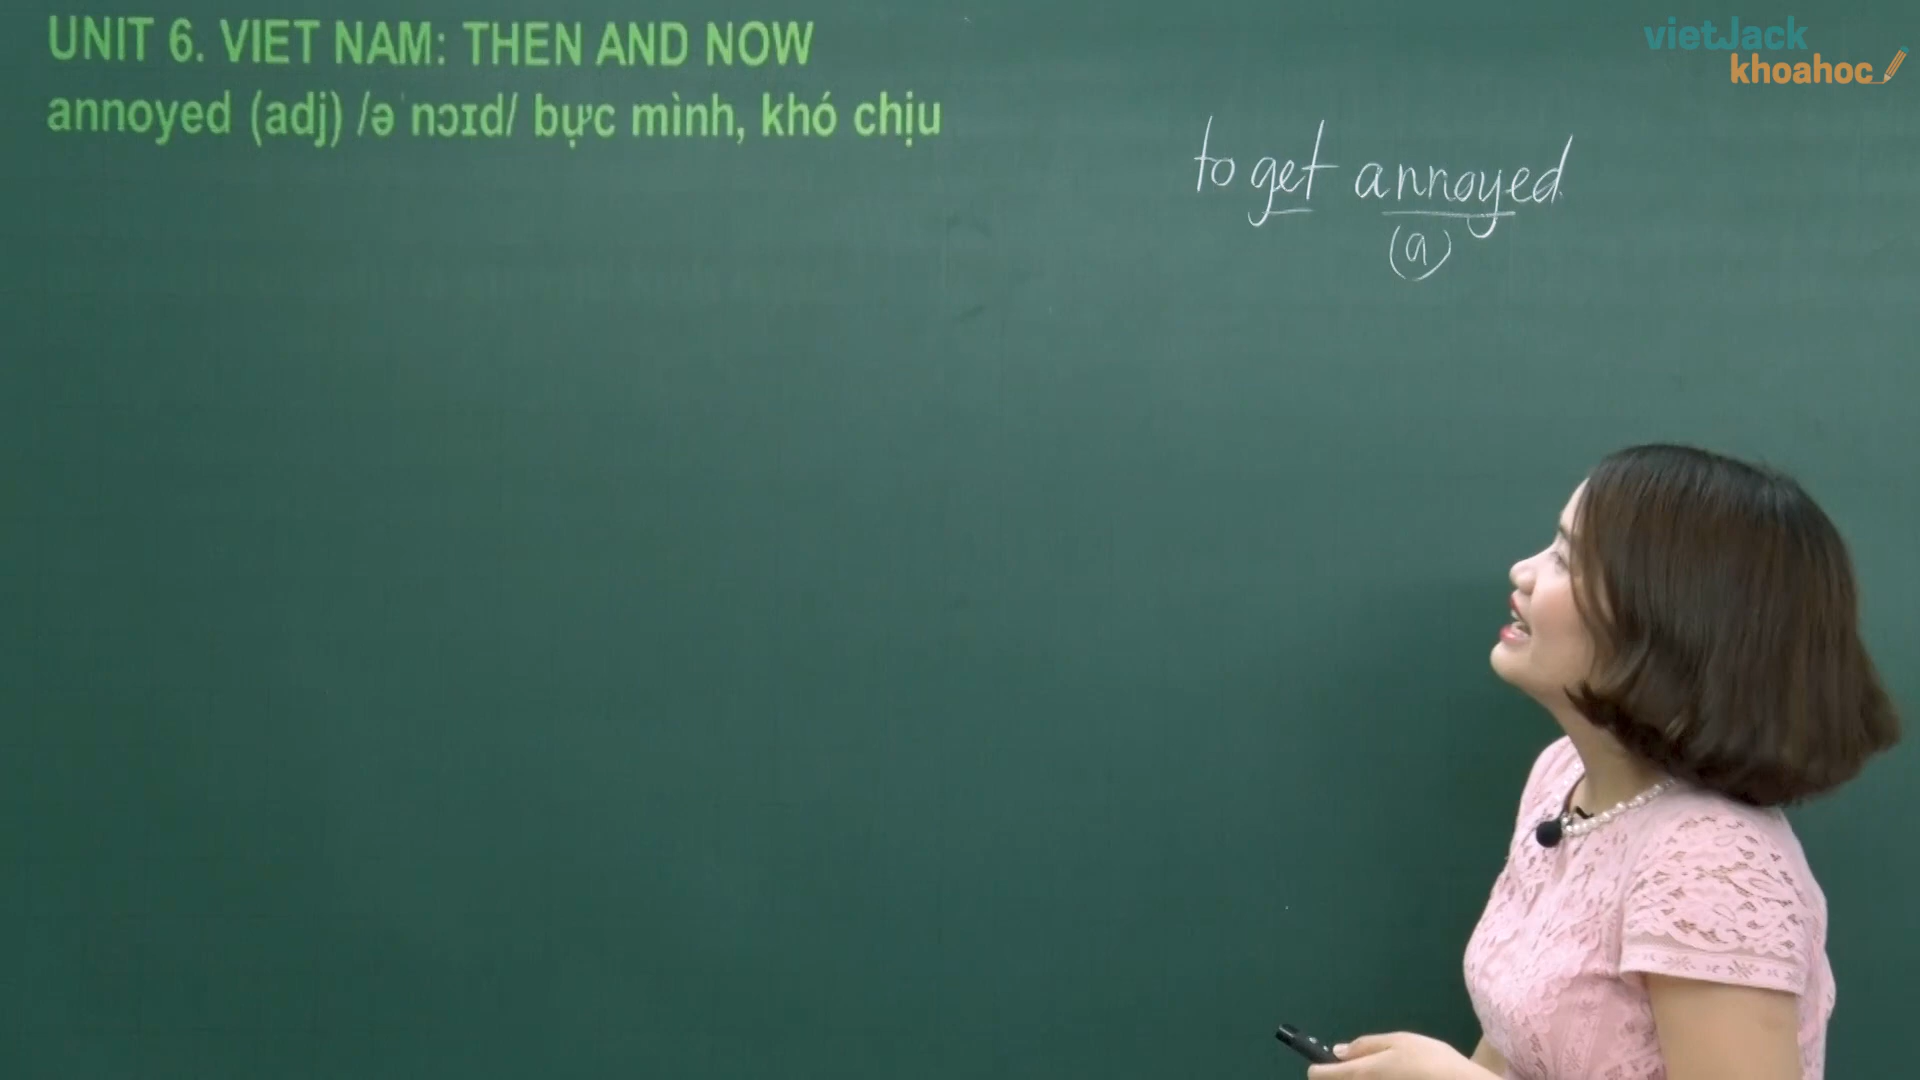 UNIT 6. VIET NAM: THEN AND NOW
annoyed (adj) /əˈnɔɪd/ bực mình, khó chịu
vietJack
khoahoc
to get annoyed
(a)